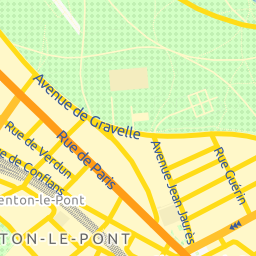 Avenue de Gravelle
Rue de Verdun
Rue de Paris
Avenue Jean Jaurès
Rue Guérin
de Conflans
enton-le-Pont
TON-LE-PONT